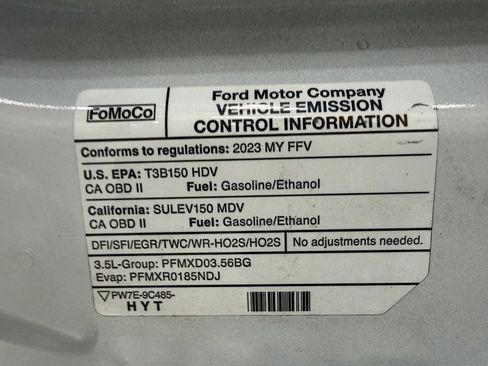 FoMoCo
Ford Motor Company
VEHICLE EMISSION
CONTROL INFORMATION
Conforms to regulations: 2023 MY FFV
U.S. EPA: T3B150 HDV
CA OBD II Fuel: Gasoline/Ethanol
California: SULEV150 MDV
CA OBD II Fuel: Gasoline/Ethanol
DFI/SFI/EGR/TWC/WR-HO2S/HO2S No adjustments needed.
3.5L-Group: PFMXD03.56BG
Evap: PFMXR0185NDJ
PW7E-9C485-
HYT